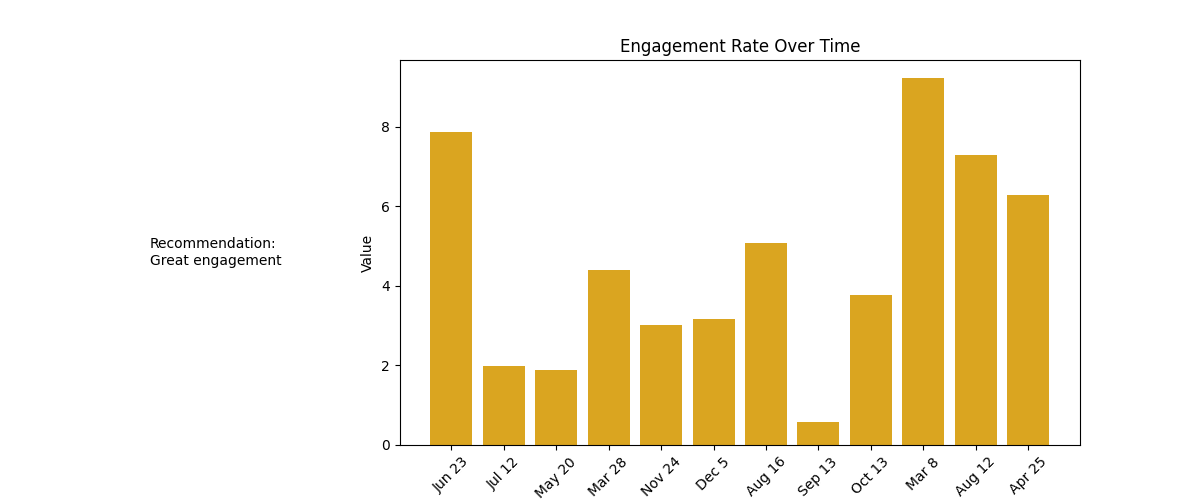 Engagement Rate Over Time
Recommendation:
Great engagement
Value
8
6
4
2
0
Jun 23
Jul 12
May 20
Mar 28
Nov 24
Dec 5
Aug 16
Sep 13
Oct 13
Mar 8
Aug 12
Apr 25